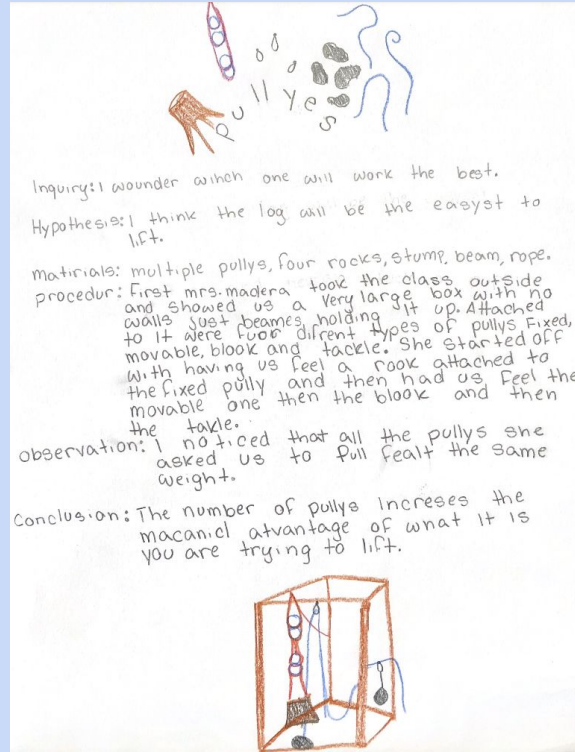 pullyes
Inquiry: I wounder winch one will work the best.
Hypothesis: I think the log will be the easyst to
lift.
matirials: multiple pullys, four rocks, stump, beam, rope.
procedur: First mrs. madera took the class outside
and showed us a very large box with no
walls just beames holding it up. Attached
to it were fuor difrent types of pullys Fixed,
movable, blook and tackle. She started off
with having us feel a rook attached to
the fixed pully and then had us feel the
movable one then the blook and then
the takle.
observation: I noticed that all the pullys she
asked us to pull fealt the same
weight.
Conclusion: The number of pullys increses the
macanicl atvantage of wnat it is
you are trying to lift.